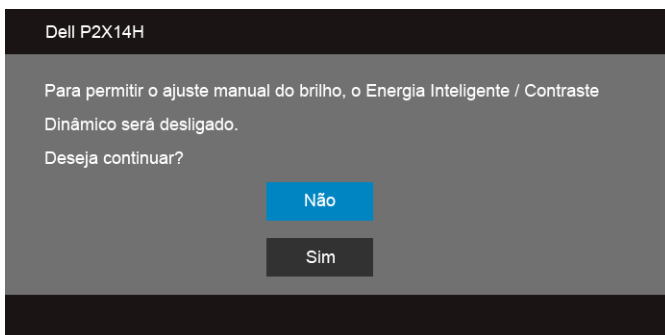 Dell P2X14H
Para permitir o ajuste manual do brilho, o Energia Inteligente / Contraste
Dinâmico será desligado.
Deseja continuar?
Não
Sim